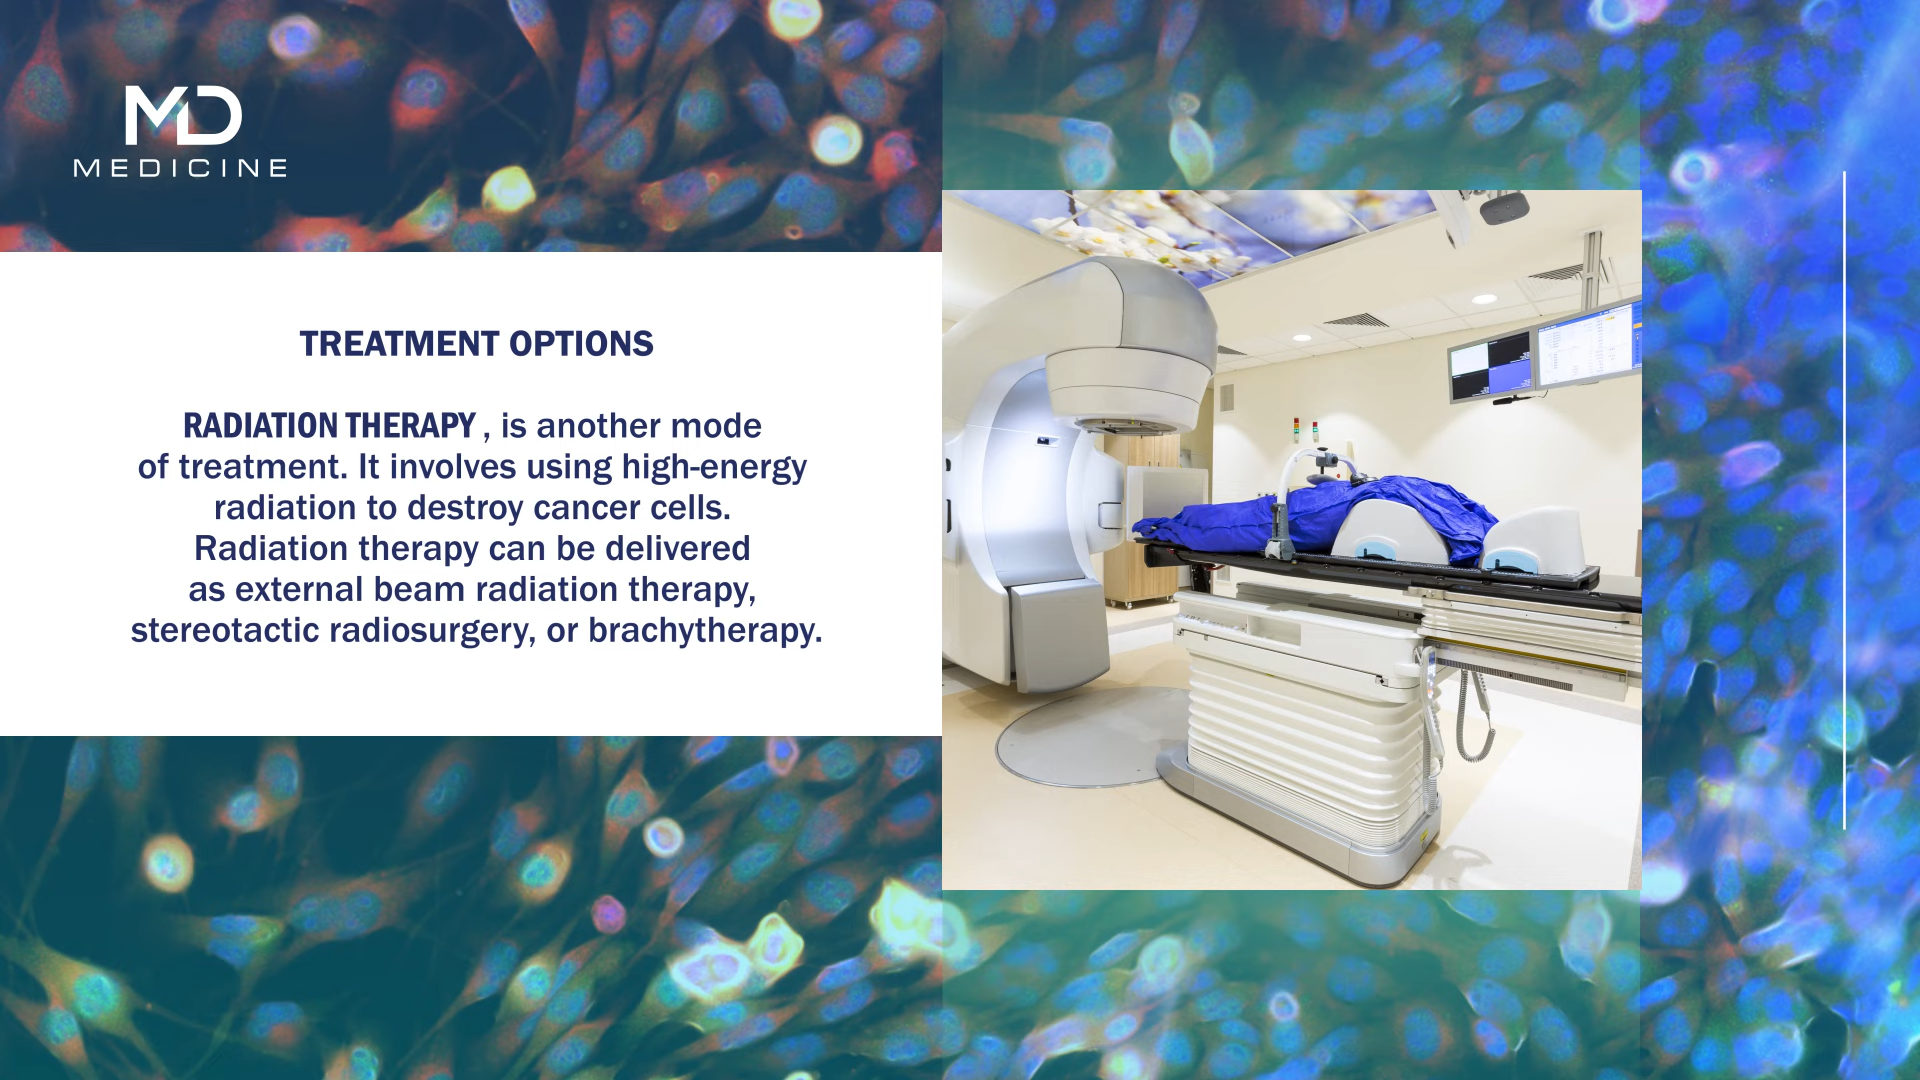 MD
MEDICINE
TREATMENT OPTIONS
RADIATION THERAPY , is another mode
of treatment. It involves using high-energy
radiation to destroy cancer cells.
Radiation therapy can be delivered
as external beam radiation therapy,
stereotactic radiosurgery, or brachytherapy.